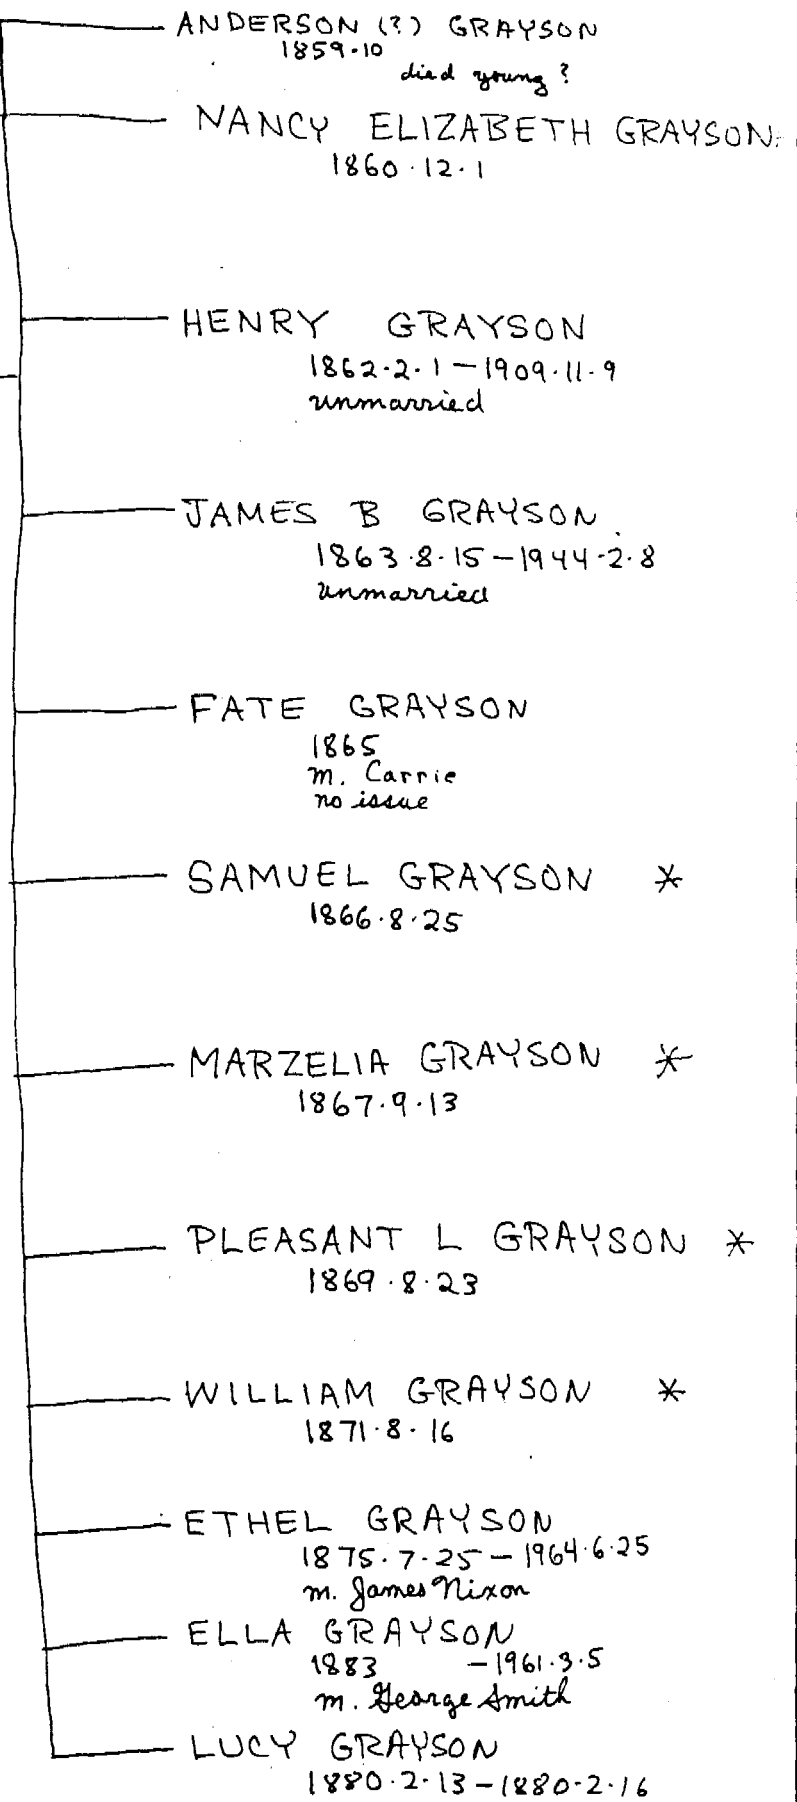 ANDERSON (?) GRAYSON
1859·10
died young?
NANCY ELIZABETH GRAYSON
1860·12·1
HENRY GRAYSON
1862·2·1–1909·11·9
unmarried
JAMES B GRAYSON
1863·8·15–1944·2·8
unmarried
FATE GRAYSON
1865
m. Carrie
no issue
SAMUEL GRAYSON *
1866·8·25
MARZELIA GRAYSON *
1867·9·13
PLEASANT L GRAYSON *
1869·8·23
WILLIAM GRAYSON *
1871·8·16
ETHEL GRAYSON
1875·7·25–1964·6·25
m. James Nixon
ELLA GRAYSON
1883 –1961·3·5
m. George Smith
LUCY GRAYSON
1880·2·13–1880·2·16